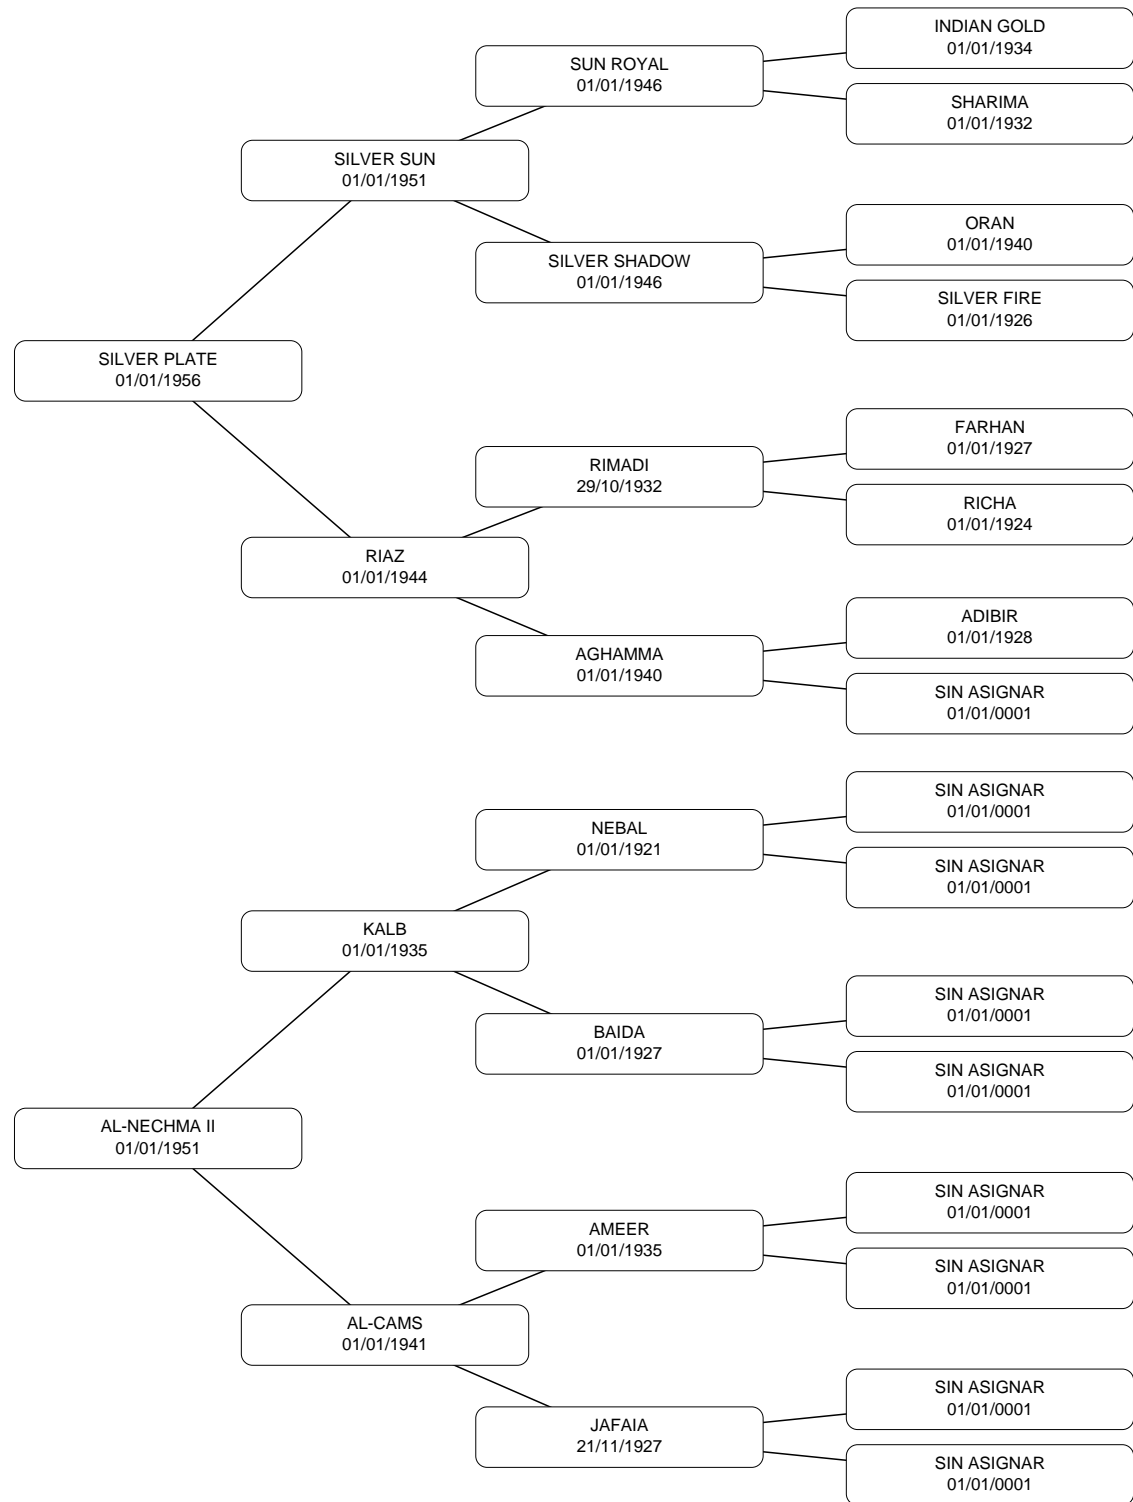 INDIAN GOLD
01/01/1934
SUN ROYAL
01/01/1946
SHARIMA
01/01/1932
SILVER SUN
01/01/1951
ORAN
01/01/1940
SILVER SHADOW
01/01/1946
SILVER FIRE
01/01/1926
SILVER PLATE
01/01/1956
FARHAN
01/01/1927
RIMADI
29/10/1932
RICHA
01/01/1924
RIAZ
01/01/1944
ADIBIR
01/01/1928
AGHAMMA
01/01/1940
SIN ASIGNAR
01/01/0001
SIN ASIGNAR
01/01/0001
NEBAL
01/01/1921
SIN ASIGNAR
01/01/0001
KALB
01/01/1935
SIN ASIGNAR
01/01/0001
BAIDA
01/01/1927
SIN ASIGNAR
01/01/0001
AL-NECHMA II
01/01/1951
SIN ASIGNAR
01/01/0001
AMEER
01/01/1935
SIN ASIGNAR
01/01/0001
AL-CAMS
01/01/1941
SIN ASIGNAR
01/01/0001
JAFAIA
21/11/1927
SIN ASIGNAR
01/01/0001